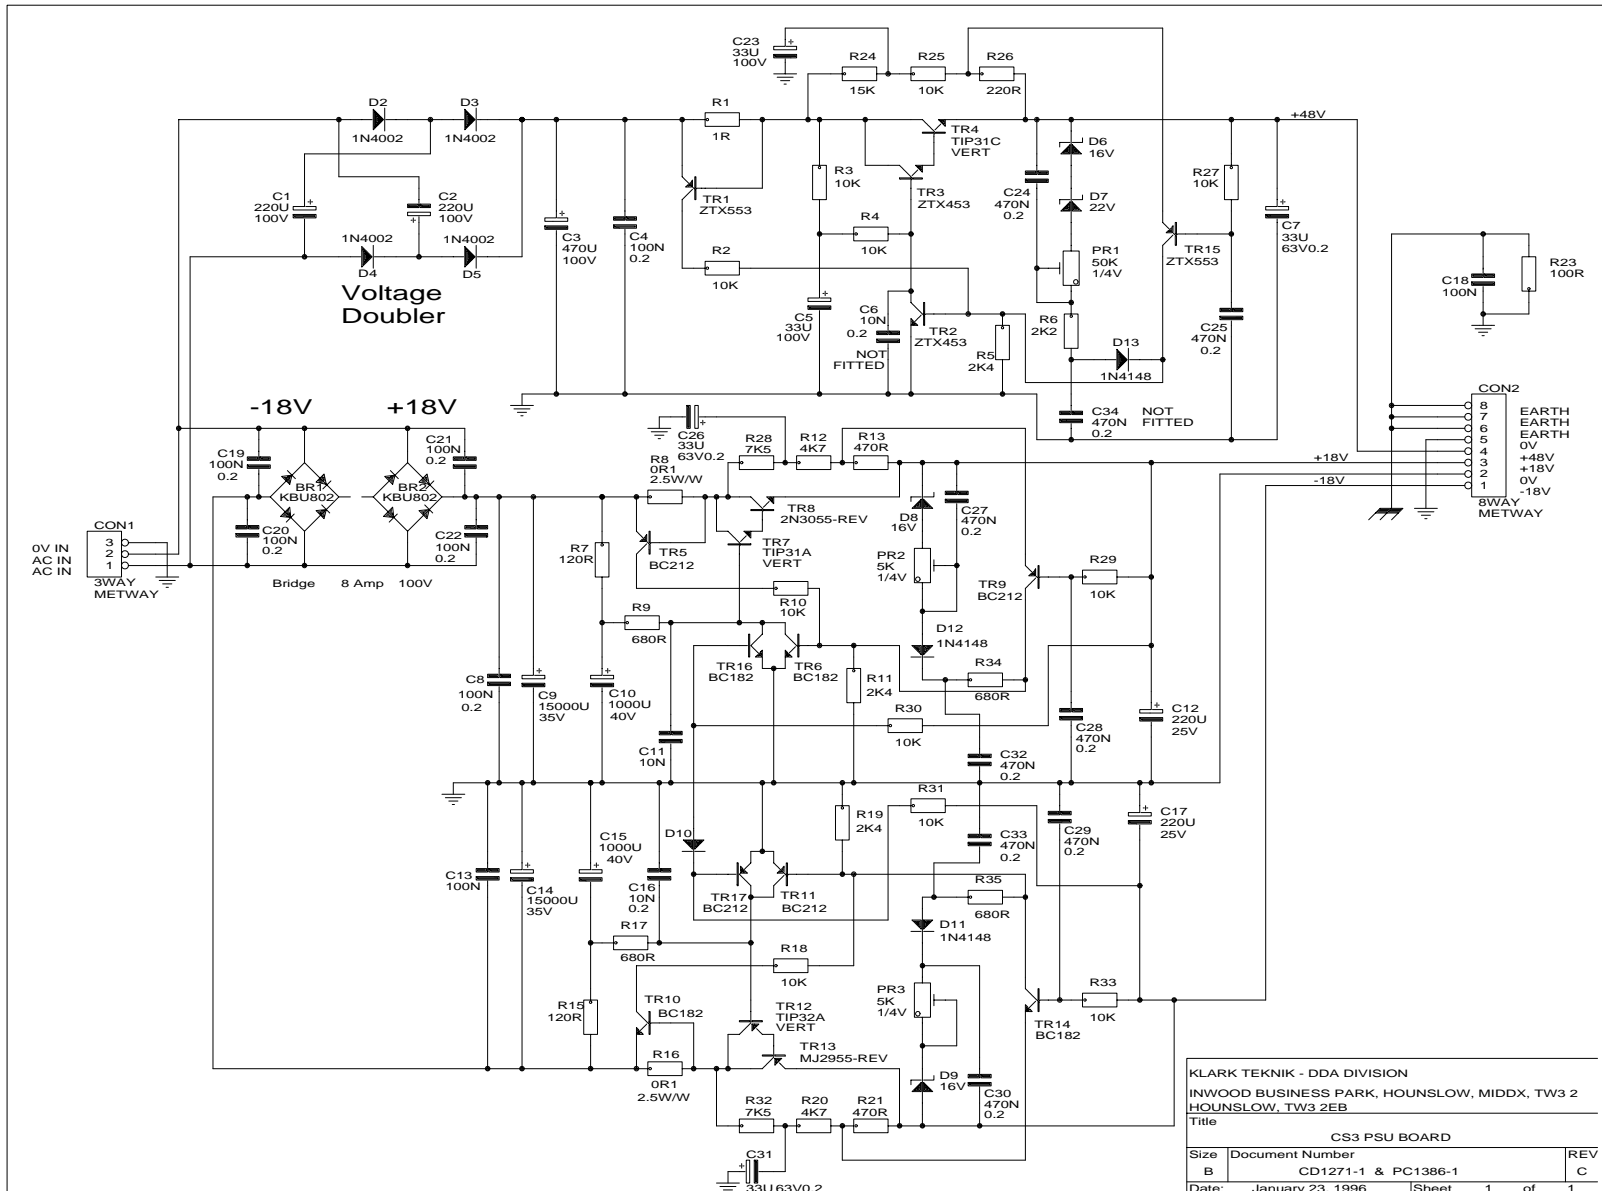 C23
33U
100V
R24
15K
R25
10K
R26
220R
D2
1N4002
D3
1N4002
R1
1R
TR4
TIP31C
VERT
+48V
D6
16V
R3
10K
TR3
ZTX453
C24
470N
0.2
D7
22V
R27
10K
C1
220U
100V
C2
220U
100V
TR1
ZTX553
C7
33U
63V0.2
1N4002
D4
1N4002
D5
C3
470U
100V
C4
100N
0.2
R4
10K
R2
10K
PR1
50K
1/4V
TR15
ZTX553
Voltage
Doubler
C18
100N
R23
100R
C5
33U
100V
C6
10N
0.2
NOT
FITTED
TR2
ZTX453
R5
2K4
R6
2K2
D13
1N4148
C25
470N
0.2
C34
470N
0.2
NOT
FITTED
CON2
8
7
6
5
4
3
2
1
EARTH
EARTH
EARTH
0V
+48V
+18V
0V
-18V
8WAY
METWAY
-18V
+18V
C26
33U
63V0.2
R28
7K5
R12
4K7
R13
470R
+18V
-18V
C19
100N
0.2
C21
100N
0.2
BR1
KBU802
BR2
KBU802
R8
0R1
2.5W/W
TR8
2N3055-REV
D8
16V
C27
470N
0.2
CON1
3
2
1
0V IN
AC IN
AC IN
3WAY
METWAY
C20
100N
0.2
C22
100N
0.2
Bridge 8 Amp 100V
R7
120R
TR5
BC212
TR7
TIP31A
VERT
PR2
5K
1/4V
TR9
BC212
R29
10K
R10
10K
R9
680R
D12
1N4148
TR16
BC182
TR6
BC182
R11
2K4
R34
680R
C8
100N
0.2
C9
15000U
35V
C10
1000U
40V
C11
10N
R30
10K
C28
470N
0.2
C12
220U
25V
C32
470N
0.2
R31
10K
R19
2K4
C17
220U
25V
D10
C15
1000U
40V
C33
470N
0.2
C29
470N
0.2
C13
100N
C14
15000U
35V
C16
10N
0.2
TR17
BC212
TR11
BC212
R35
680R
D11
1N4148
R17
680R
R18
10K
PR3
5K
1/4V
R33
10K
TR14
BC182
R15
120R
TR10
BC182
TR12
TIP32A
VERT
TR13
MJ2955-REV
R16
0R1
2.5W/W
D9
16V
C30
470N
0.2
R32
7K5
R20
4K7
R21
470R
C31
33U 63V0.2
KLARK TEKNIK - DDA DIVISION
INWOOD BUSINESS PARK, HOUNSLOW, MIDDX, TW3 2
HOUNSLOW, TW3 2EB
Title
CS3 PSU BOARD
Size Document Number REV
B CD1271-1 & PC1386-1 C
Date: January 23, 1996 Sheet 1 of 1